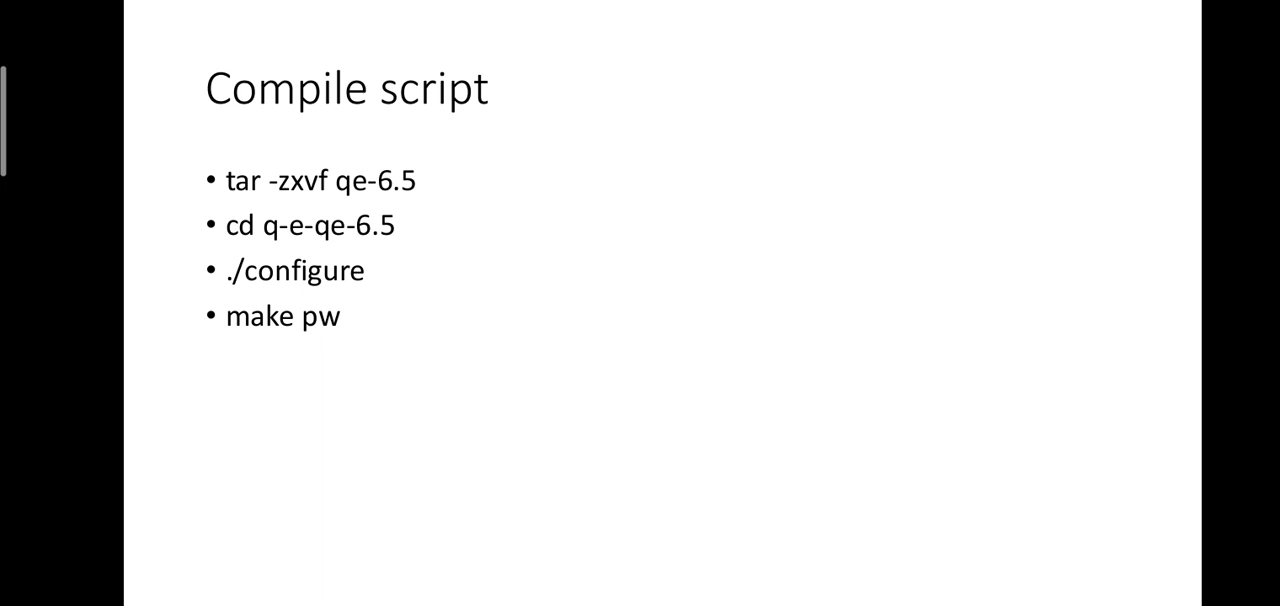 Compile script
• tar -zxvf qe-6.5
• cd q-e-qe-6.5
• ./configure
• make pw